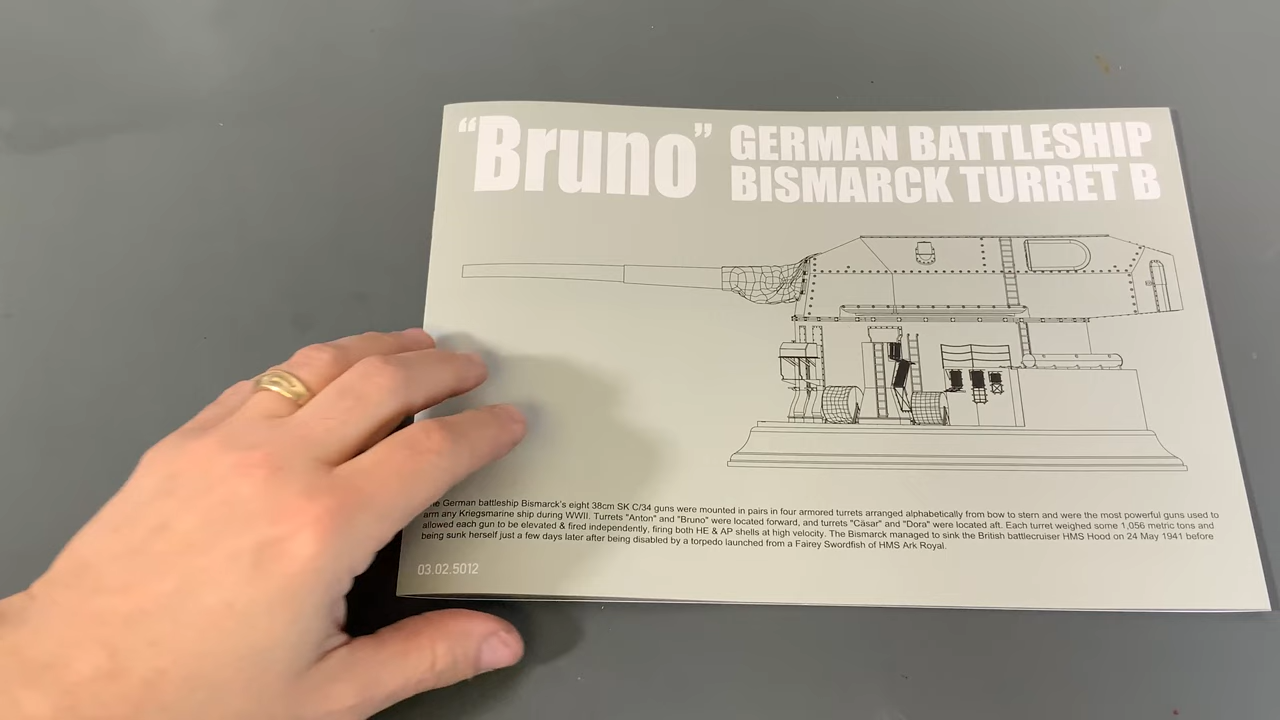 “Bruno” GERMAN BATTLESHIP
BISMARCK TURRET B
German battleship Bismarck's eight 38cm SK C/34 guns were mounted in pairs in four armored turrets arranged alphabetically from bow to stern and were the most powerful guns used to
arm any Kriegsmarine ship during WWII. Turrets "Anton" and "Bruno" were located forward, and turrets "Cäsar" and "Dora" were located aft. Each turret weighed some 1,056 metric tons and
allowed each gun to be elevated & fired independently, firing both HE & AP shells at high velocity. The Bismarck managed to sink the British battlecruiser HMS Hood on 24 May 1941 before
being sunk herself just a few days later after being disabled by a torpedo launched from a Fairey Swordfish of HMS Ark Royal.
03.02.5012